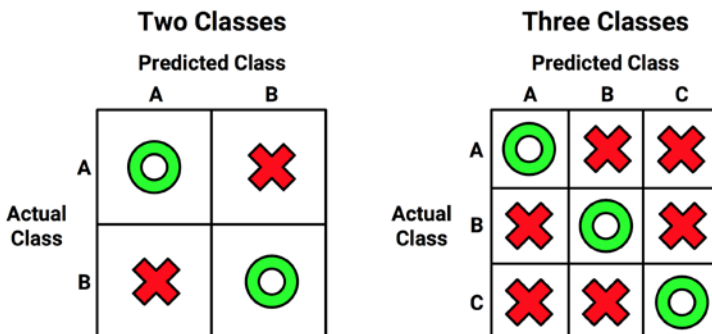 Two Classes
Predicted Class
A B
A
Actual
Class
B
Three Classes
Predicted Class
A B C
A
Actual
Class
B
C